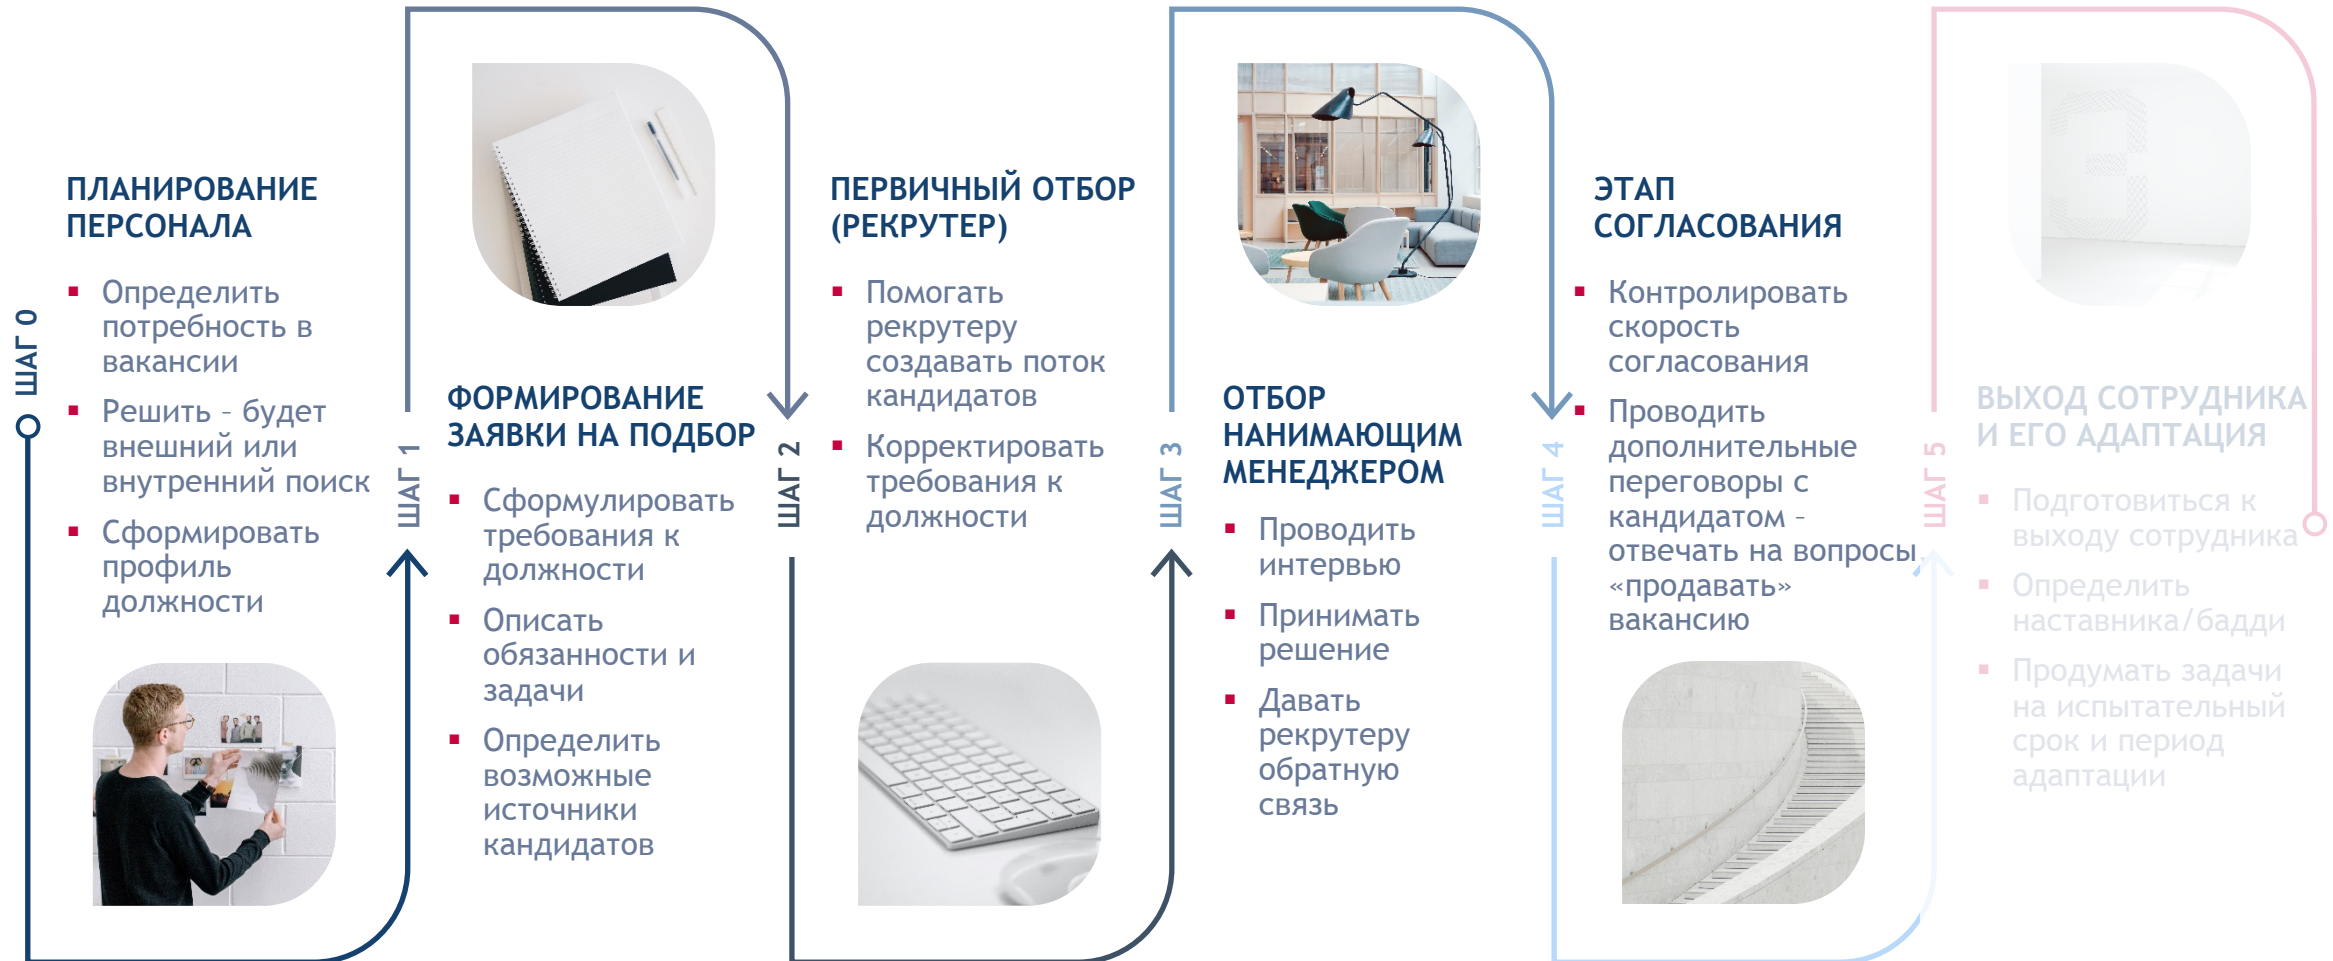 ШАГ 0
ПЛАНИРОВАНИЕ
ПЕРСОНАЛА
▪ Определить
потребность в
вакансии
▪ Решить – будет
внешний или
внутренний поиск
▪ Сформировать
профиль
должности
ШАГ 1
ФОРМИРОВАНИЕ
ЗАЯВКИ НА ПОДБОР
▪ Сформулировать
требования к
должности
▪ Описать
обязанности и
задачи
▪ Определить
возможные
источники
кандидатов
ШАГ 2
ПЕРВИЧНЫЙ ОТБОР
(РЕКРУТЕР)
▪ Помогать
рекрутеру
создавать поток
кандидатов
▪ Корректировать
требования к
должности
ШАГ 3
ОТБОР
НАНИМАЮЩИМ
МЕНЕДЖЕРОМ
▪ Проводить
интервью
▪ Принимать
решение
▪ Давать
рекрутеру
обратную
связь
ШАГ 4
ЭТАП
СОГЛАСОВАНИЯ
▪ Контролировать
скорость
согласования
▪ Проводить
дополнительные
переговоры с
кандидатом –
отвечать на вопросы,
«продавать»
вакансию
ШАГ 5
ВЫХОД СОТРУДНИКА
И ЕГО АДАПТАЦИЯ
▪ Подготовиться к
выходу сотрудника
▪ Определить
наставника/бадди
▪ Продумать задачи
на испытательный
срок и период
адаптации